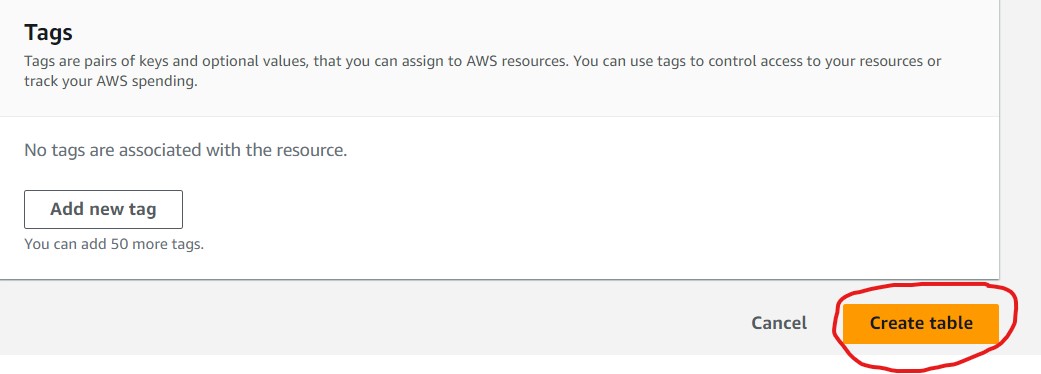 Tags
Tags are pairs of keys and optional values, that you can assign to AWS resources. You can use tags to control access to your resources or
track your AWS spending.
No tags are associated with the resource.
Add new tag
You can add 50 more tags.
Cancel
Create table